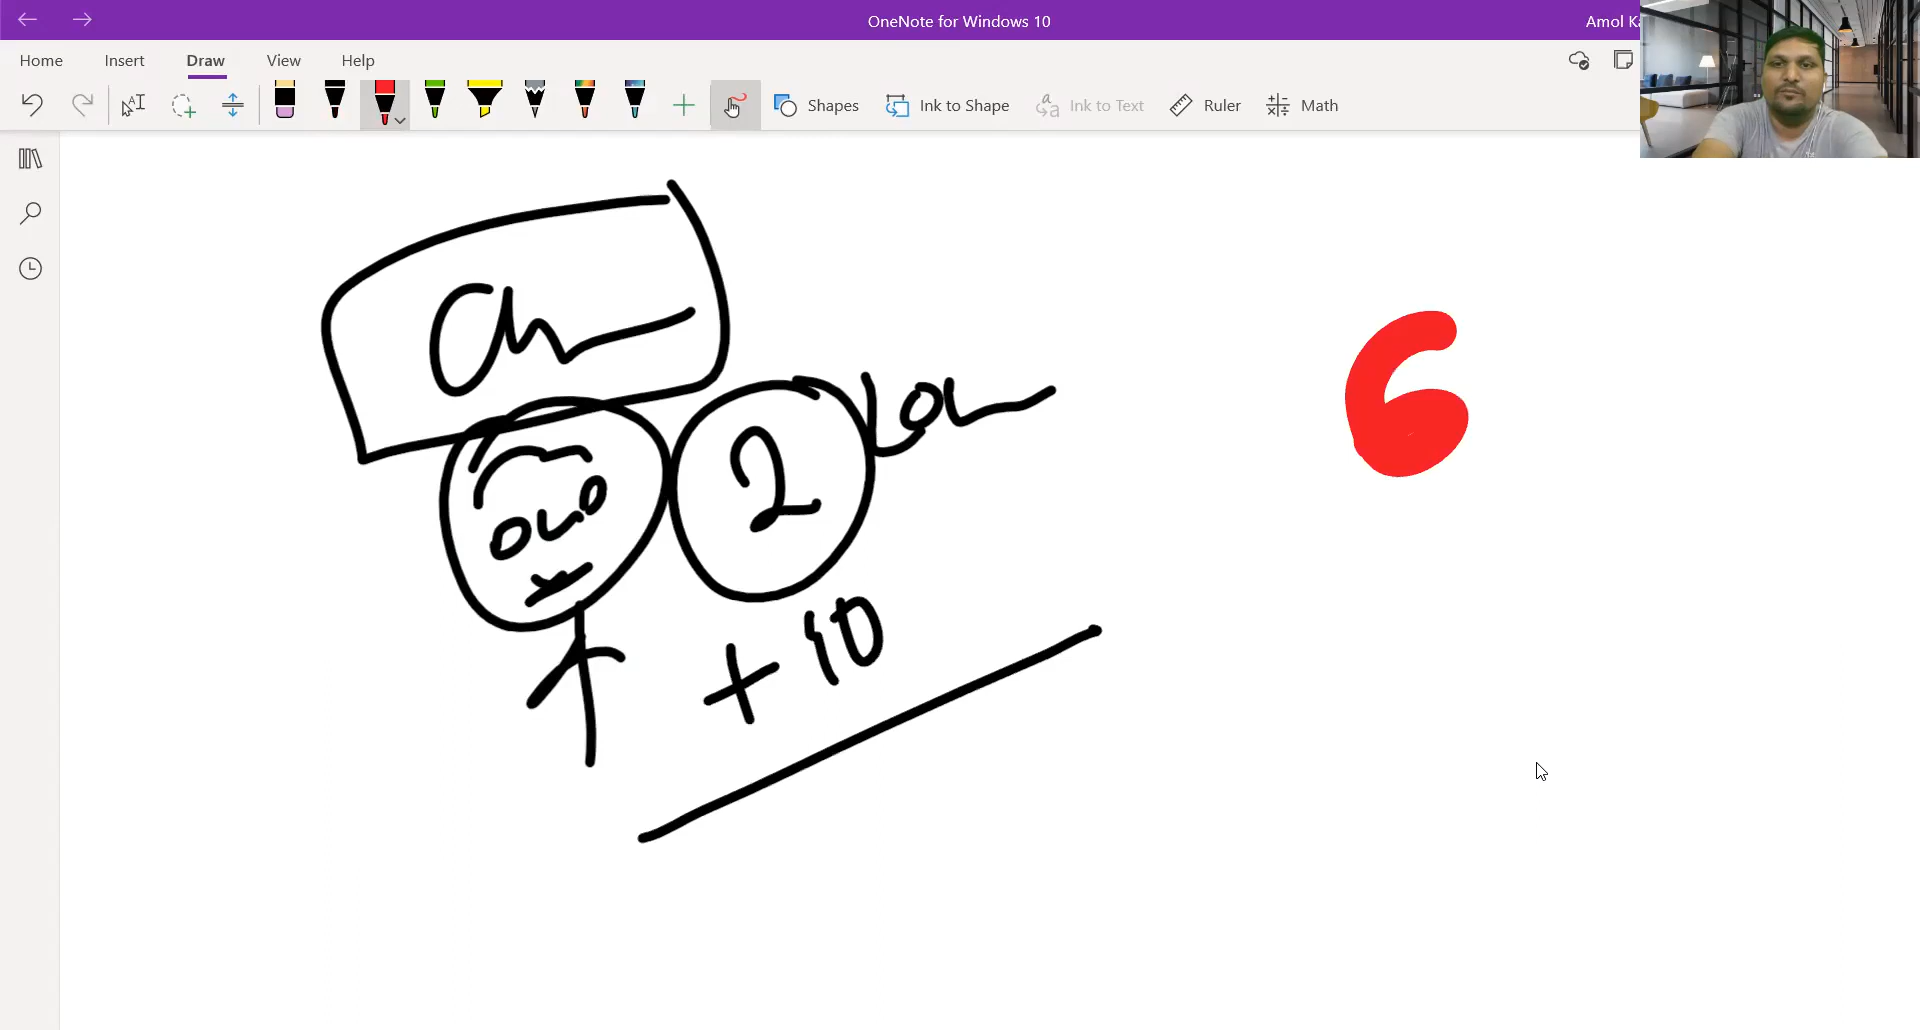 OneNote for Windows 10
Amol Ka
Home Insert Draw View Help
Shapes Ink to Shape Ink to Text Ruler Math
6
2
+ 10